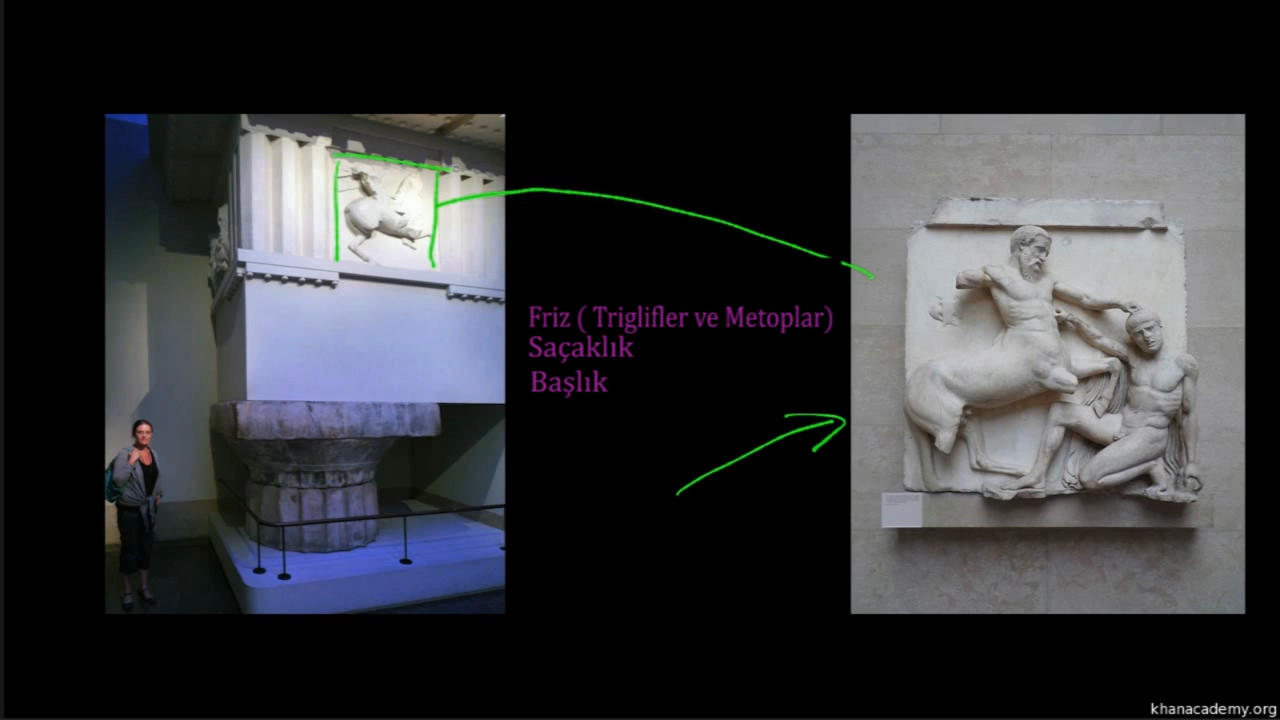 Friz ( Triglifler ve Metoplar)
Saçaklık
Başlık
khanacademy.org